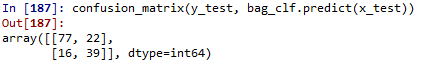 In [187]: confusion_matrix(y_test, bag_clf.predict(x_test))
Out[187]:
array([[77, 22],
       [16, 39]], dtype=int64)